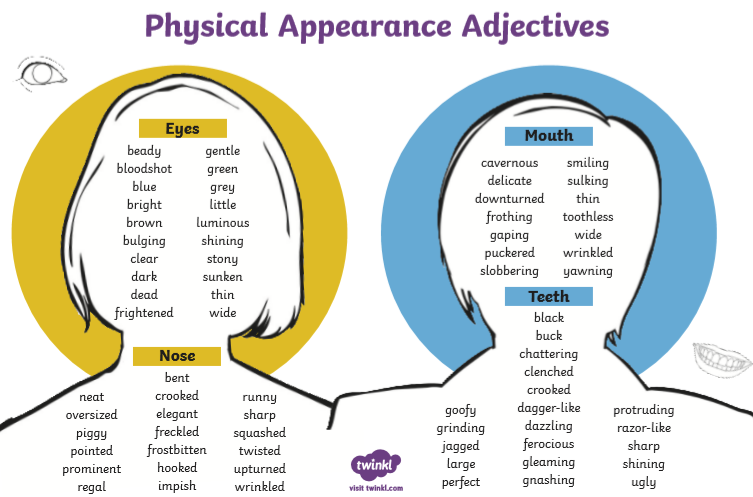 Physical Appearance Adjectives
Eyes
beady gentle
bloodshot green
blue grey
bright little
brown luminous
bulging shining
clear stony
dark sunken
dead thin
frightened wide
Nose
bent
neat crooked runny
oversized elegant sharp
piggy freckled squashed
pointed frostbitten twisted
prominent hooked upturned
regal impish wrinkled
Mouth
cavernous smiling
delicate sulking
downturned thin
frothing toothless
gaping wide
puckered wrinkled
slobbering yawning
Teeth
black
buck
chattering
clenched
crooked
goofy dagger-like protruding
grinding dazzling razor-like
jagged ferocious sharp
large gleaming shining
perfect gnashing ugly
twinkl
visit twinkl.com